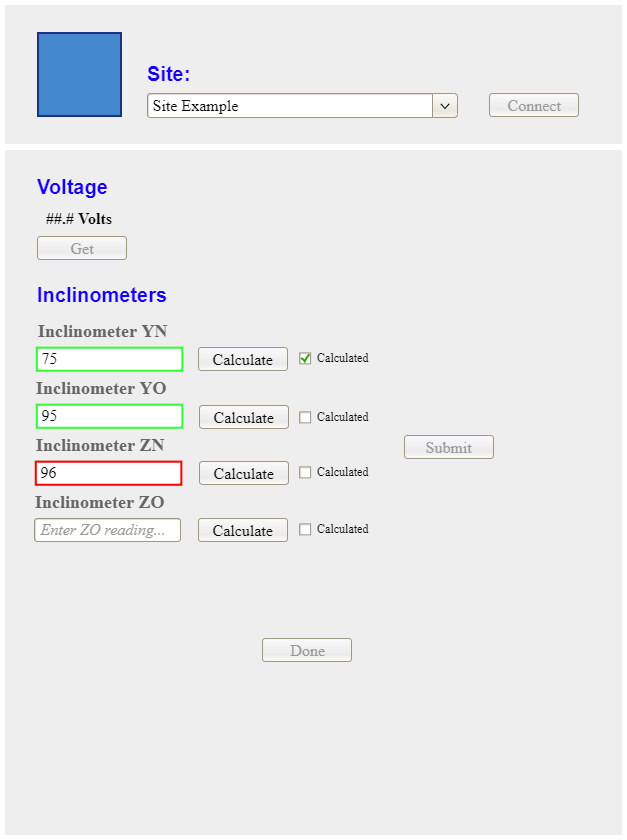 Site:
Site Example
Connect
Voltage
##.# Volts
Get
Inclinometers
Inclinometer YN
75 Calculate Calculated
Inclinometer YO
95 Calculate Calculated
Inclinometer ZN
Submit
96 Calculate Calculated
Inclinometer ZO
Enter ZO reading... Calculate Calculated
Done